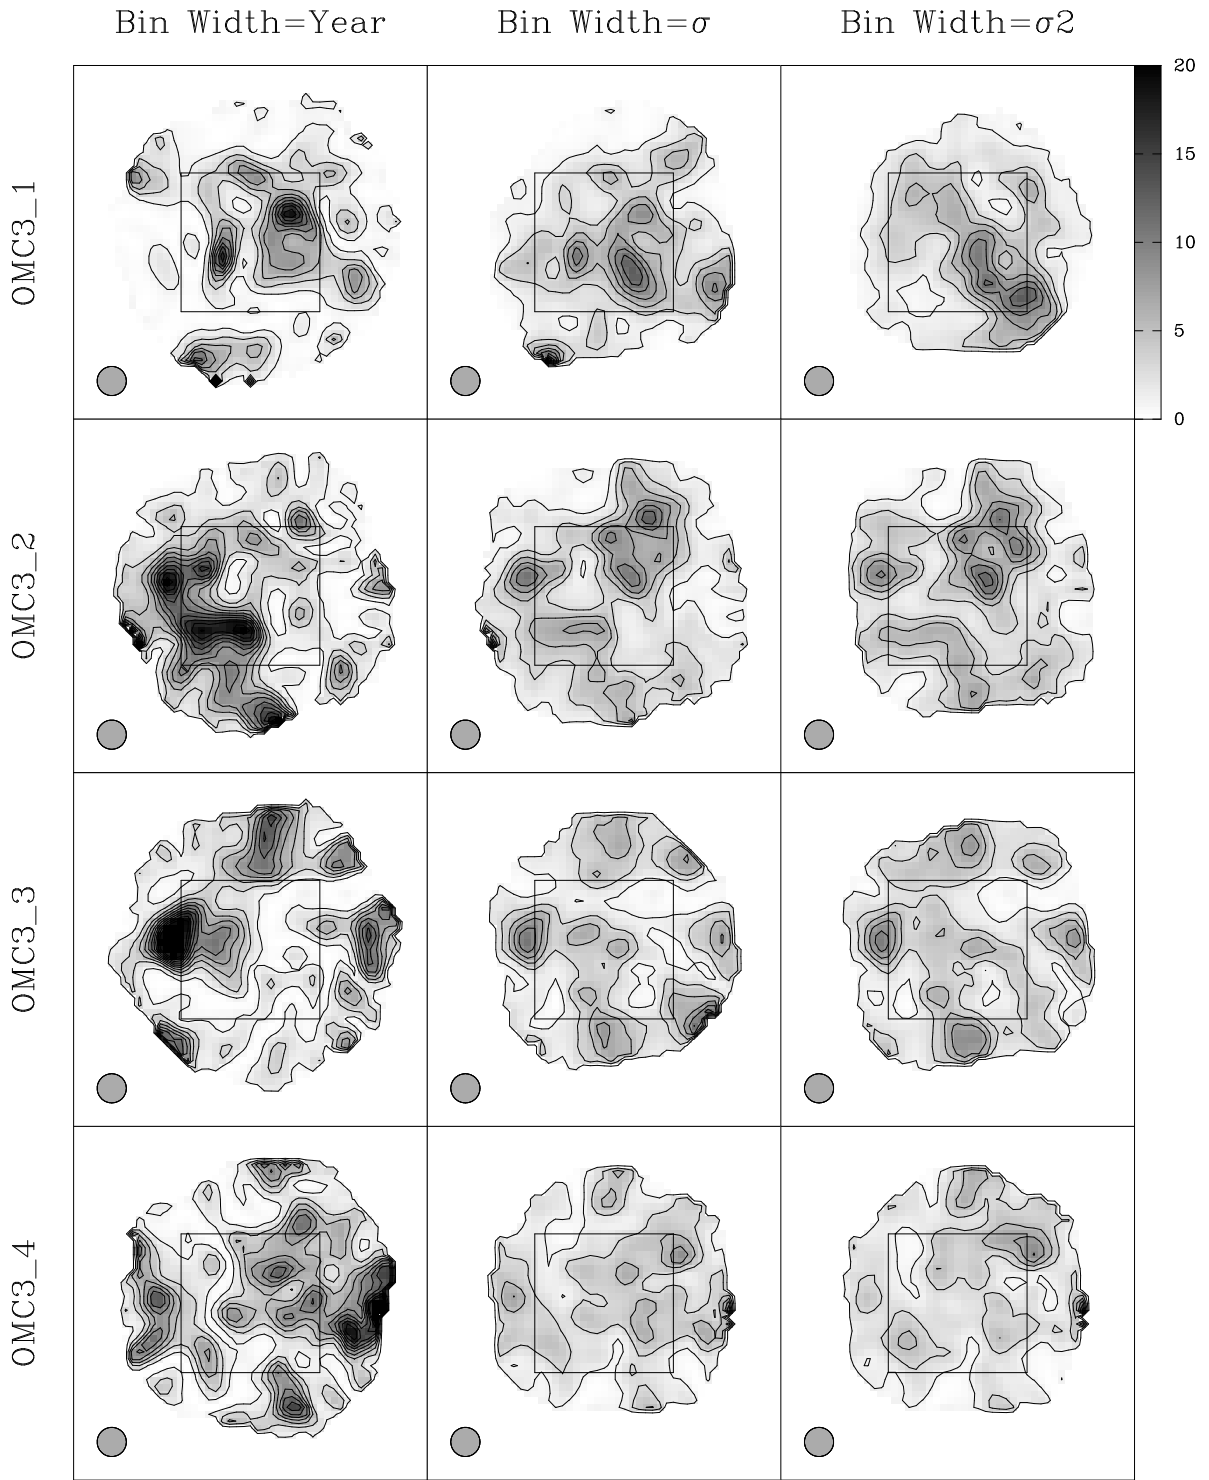 Bin Width=Year Bin Width=σ Bin Width=σ2
20
15
10
5
0
OMC3_1
OMC3_2
OMC3_3
OMC3_4